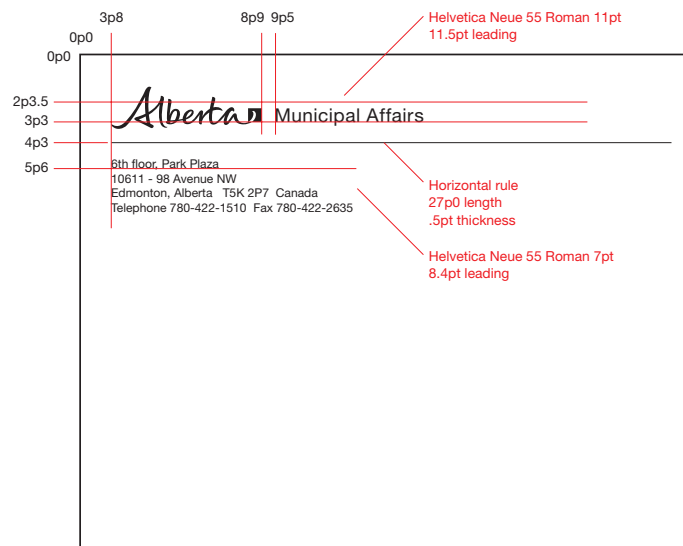 3p8 8p9 9p5
0p0
0p0
Helvetica Neue 55 Roman 11pt
11.5pt leading
2p3.5
3p3
Alberta Municipal Affairs
4p3
5p6
6th floor, Park Plaza
10611 - 98 Avenue NW
Edmonton, Alberta T5K 2P7 Canada
Telephone 780-422-1510 Fax 780-422-2635
Horizontal rule
27p0 length
.5pt thickness
Helvetica Neue 55 Roman 7pt
8.4pt leading